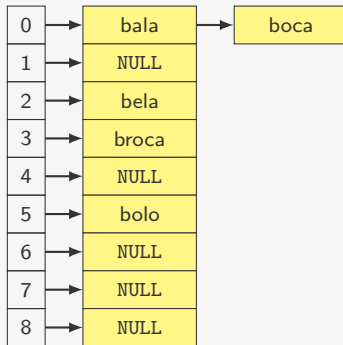 0 bala boca
1 NULL
2 bela
3 broca
4 NULL
5 bolo
6 NULL
7 NULL
8 NULL